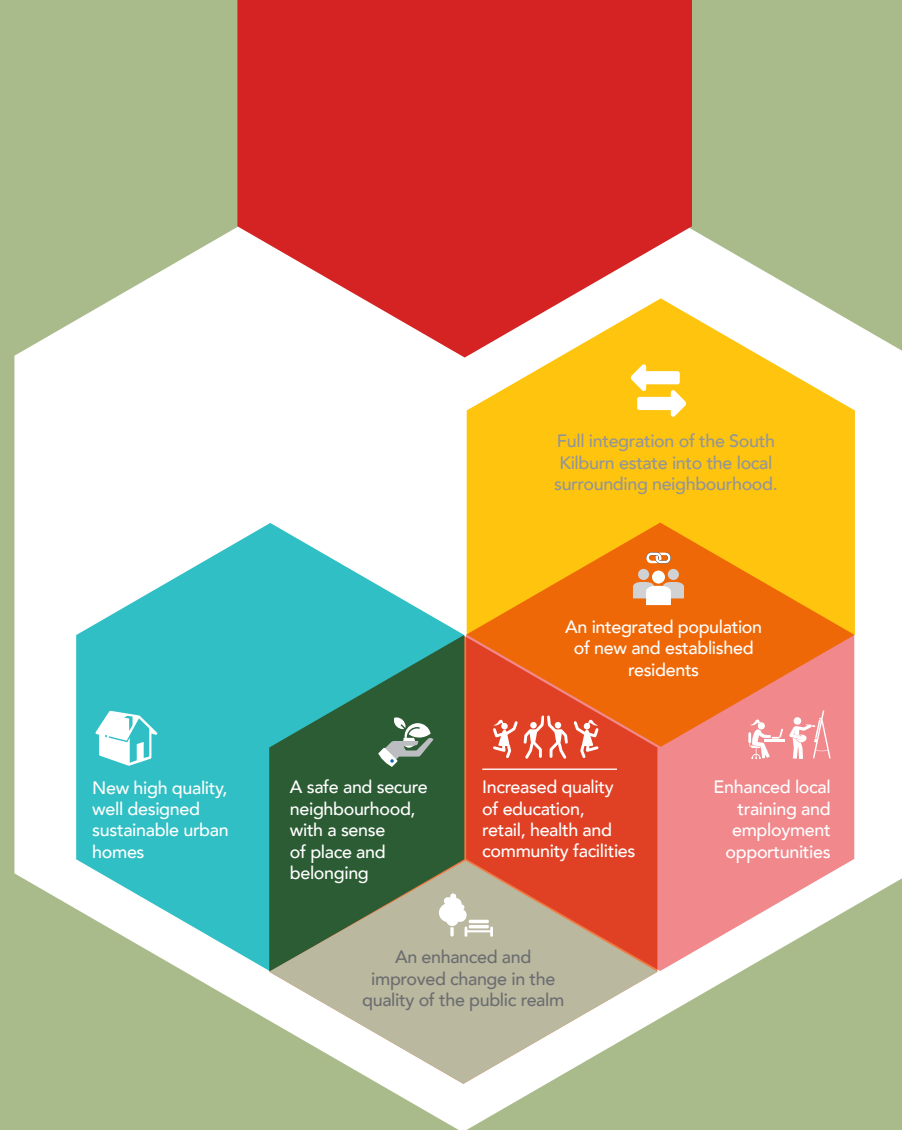 Full integration of the South
Kilburn estate into the local
surrounding neighbourhood.
An integrated population
of new and established
residents
New high quality,
well designed
sustainable urban
homes
A safe and secure
neighbourhood,
with a sense
of place and
belonging
Increased quality
of education,
retail, health and
community facilities
Enhanced local
training and
employment
opportunities
An enhanced and
improved change in the
quality of the public realm